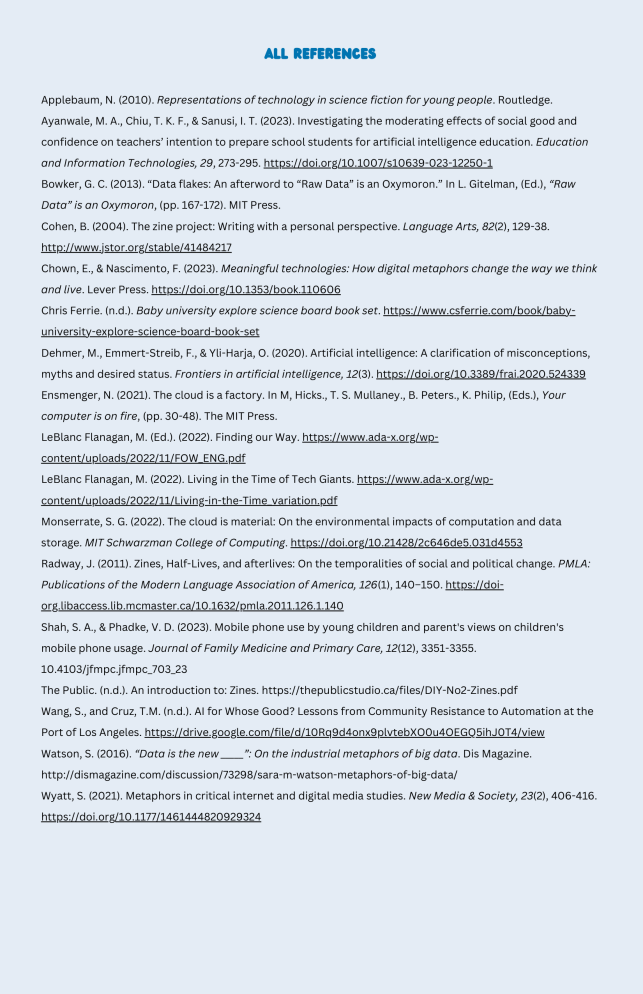 ALL REFERENCES
Applebaum, N. (2010). Representations of technology in science fiction for young people. Routledge.
Ayanwale, M. A., Chiu, T. K. F., & Sanusi, I. T. (2023). Investigating the moderating effects of social good and
confidence on teachers’ intention to prepare school students for artificial intelligence education. Education
and Information Technologies, 29, 273-295. https://doi.org/10.1007/s10639-023-12250-1
Bowker, G. C. (2013). “Data flakes: An afterword to “Raw Data” is an Oxymoron.” In L. Gitelman, (Ed.), “Raw
Data” is an Oxymoron, (pp. 167-172). MIT Press.
Cohen, B. (2004). The zine project: Writing with a personal perspective. Language Arts, 82(2), 129-38.
http://www.jstor.org/stable/41484217
Chown, E., & Nascimento, F. (2023). Meaningful technologies: How digital metaphors change the way we think
and live. Lever Press. https://doi.org/10.1353/book.110606
Chris Ferrie. (n.d.). Baby university explore science board book set. https://www.csferrie.com/book/baby-
university-explore-science-board-book-set
Dehmer, M., Emmert-Streib, F., & Yli-Harja, O. (2020). Artificial intelligence: A clarification of misconceptions,
myths and desired status. Frontiers in artificial intelligence, 12(3). https://doi.org/10.3389/frai.2020.524339
Ensmenger, N. (2021). The cloud is a factory. In M, Hicks., T. S. Mullaney., B. Peters., K. Philip, (Eds.), Your
computer is on fire, (pp. 30-48). The MIT Press.
LeBlanc Flanagan, M. (Ed.). (2022). Finding our Way. https://www.ada-x.org/wp-
content/uploads/2022/11/FOW_ENG.pdf
LeBlanc Flanagan, M. (2022). Living in the Time of Tech Giants. https://www.ada-x.org/wp-
content/uploads/2022/11/Living-in-the-Time_variation.pdf
Monserrate, S. G. (2022). The cloud is material: On the environmental impacts of computation and data
storage. MIT Schwarzman College of Computing. https://doi.org/10.21428/2c646de5.031d4553
Radway, J. (2011). Zines, Half-Lives, and afterlives: On the temporalities of social and political change. PMLA:
Publications of the Modern Language Association of America, 126(1), 140–150. https://doi-
org.libaccess.lib.mcmaster.ca/10.1632/pmla.2011.126.1.140
Shah, S. A., & Phadke, V. D. (2023). Mobile phone use by young children and parent's views on children's
mobile phone usage. Journal of Family Medicine and Primary Care, 12(12), 3351-3355.
10.4103/jfmpc.jfmpc_703_23
The Public. (n.d.). An introduction to: Zines. https://thepublicstudio.ca/files/DIY-No2-Zines.pdf
Wang, S., and Cruz, T.M. (n.d.). AI for Whose Good? Lessons from Community Resistance to Automation at the
Port of Los Angeles. https://drive.google.com/file/d/10Rq9d4onx9plvtebXO0u4OEGQ5ihJ0T4/view
Watson, S. (2016). “Data is the new ____”: On the industrial metaphors of big data. Dis Magazine.
http://dismagazine.com/discussion/73298/sara-m-watson-metaphors-of-big-data/
Wyatt, S. (2021). Metaphors in critical internet and digital media studies. New Media & Society, 23(2), 406-416.
https://doi.org/10.1177/1461444820929324